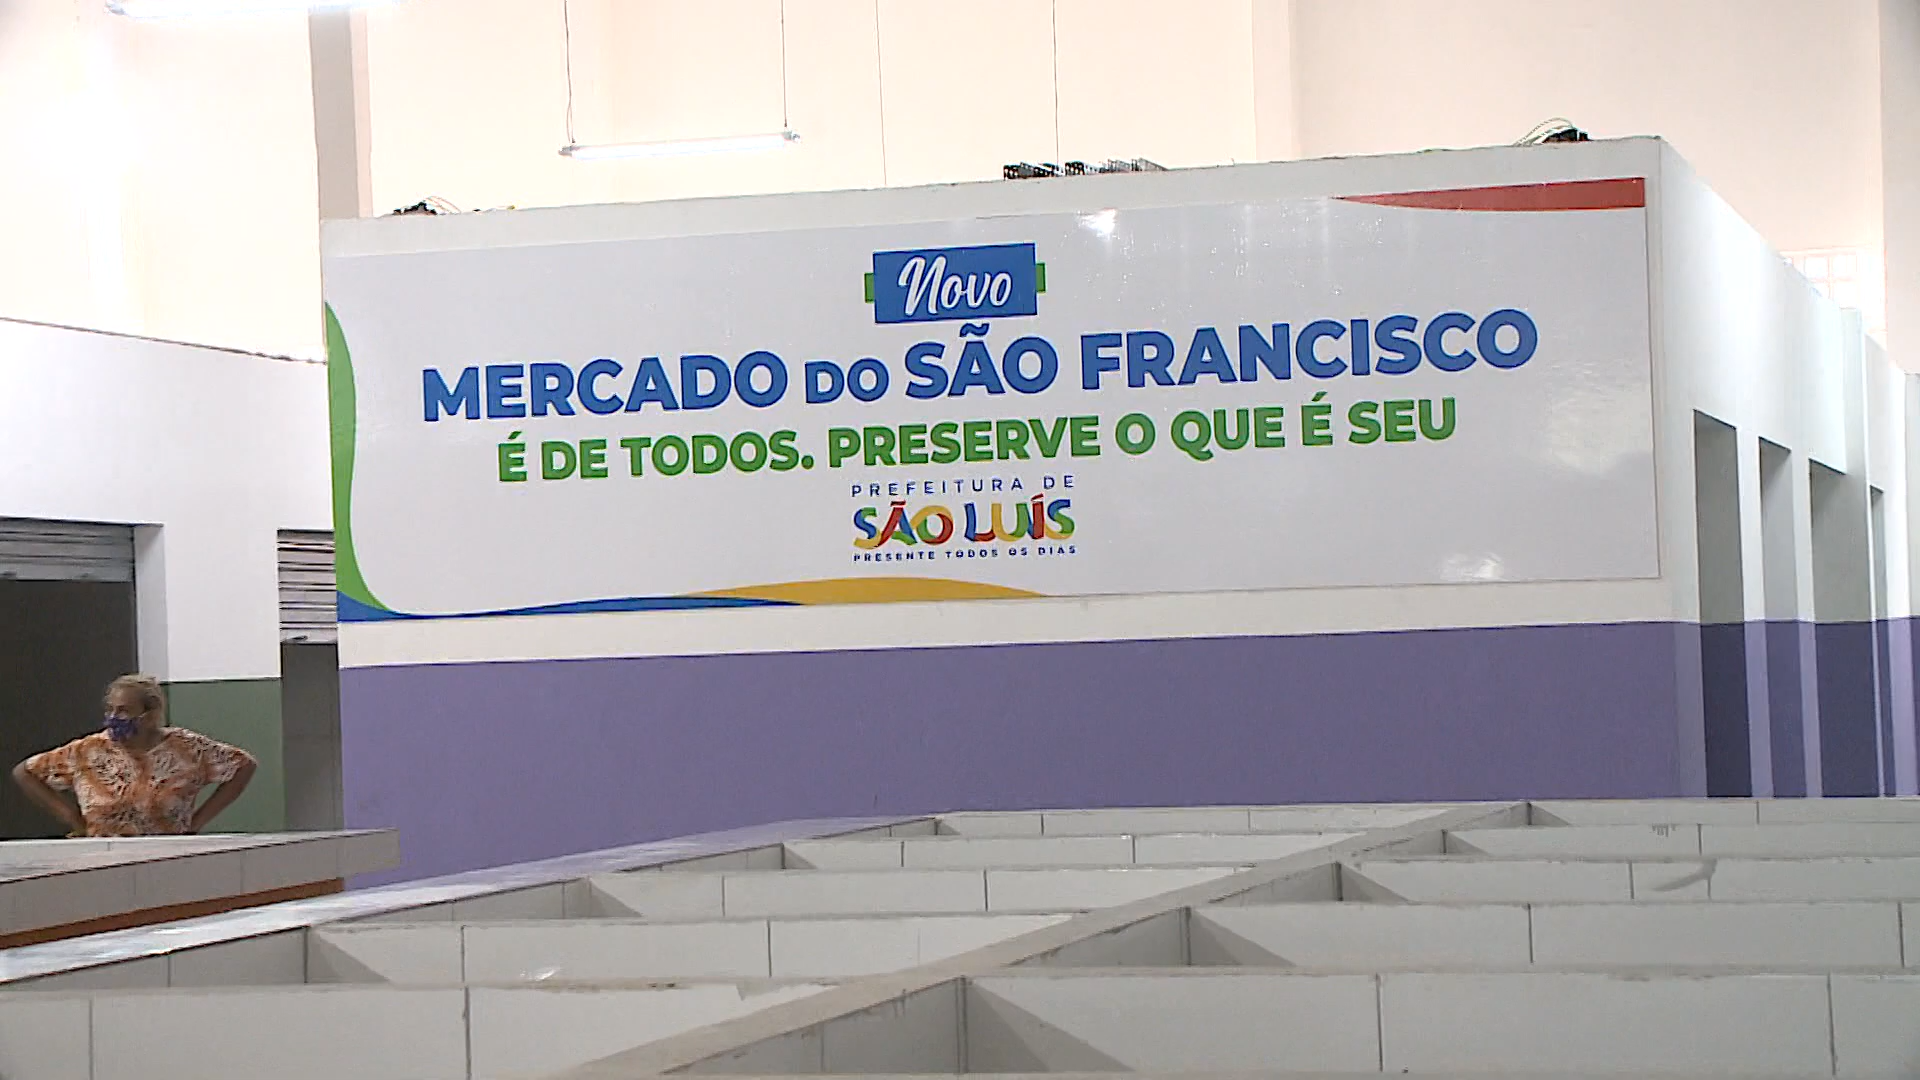 Novo
MERCADO DO SÃO FRANCISCO
É DE TODOS. PRESERVE O QUE É SEU
PREFEITURA DE
SÃO LUÍS
PRESENTE TODOS OS DIAS